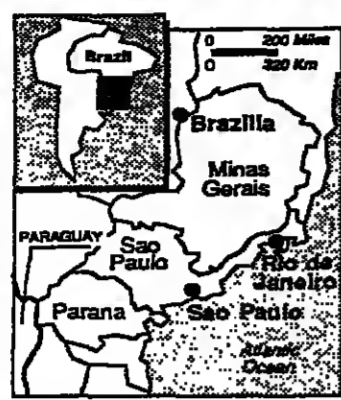 Brazil
0 200 Miles
0 320 Km
Brazilia
Minas
Gerais
PARAGUAY
Sao
Paulo
Rio de
Janeiro
Parana
Sao Paulo
Atlantic
Ocean